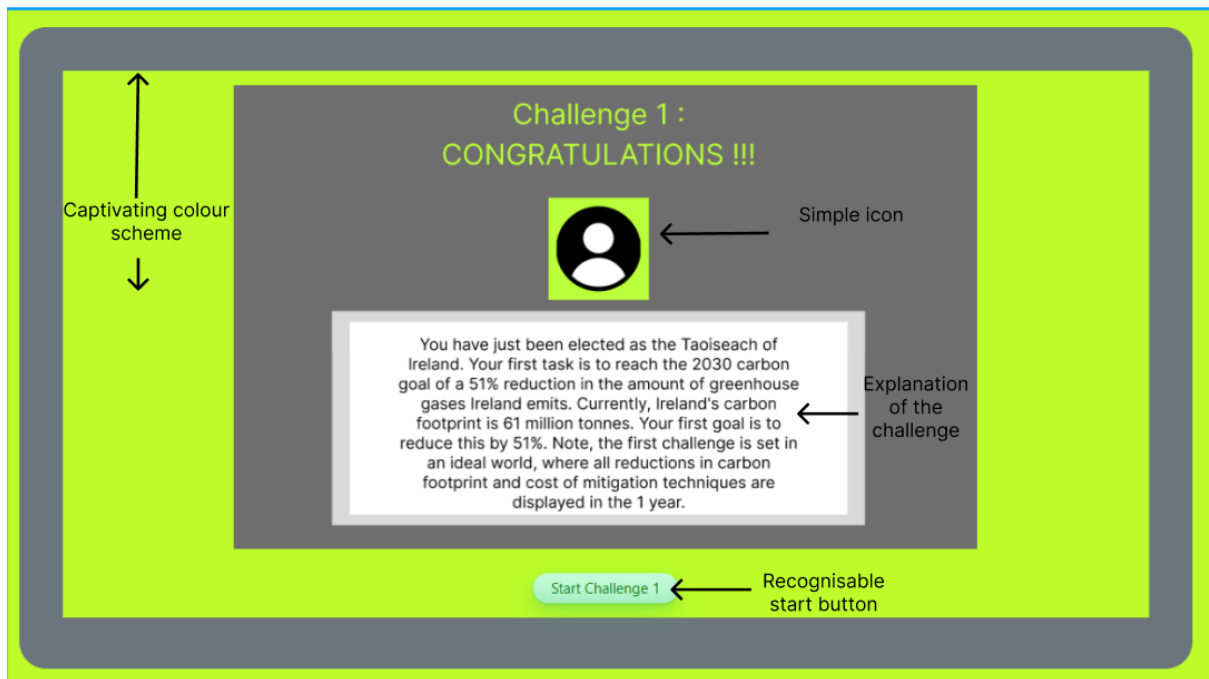 Challenge 1 :
CONGRATULATIONS !!!
Captivating colour
scheme
Simple icon
You have just been elected as the Taoiseach of
Ireland. Your first task is to reach the 2030 carbon
goal of a 51% reduction in the amount of greenhouse
gases Ireland emits. Currently, Ireland's carbon
footprint is 61 million tonnes. Your first goal is to
reduce this by 51%. Note, the first challenge is set in
an ideal world, where all reductions in carbon
footprint and cost of mitigation techniques are
displayed in the 1 year.
Explanation
of the
challenge
Start Challenge 1
Recognisable
start button